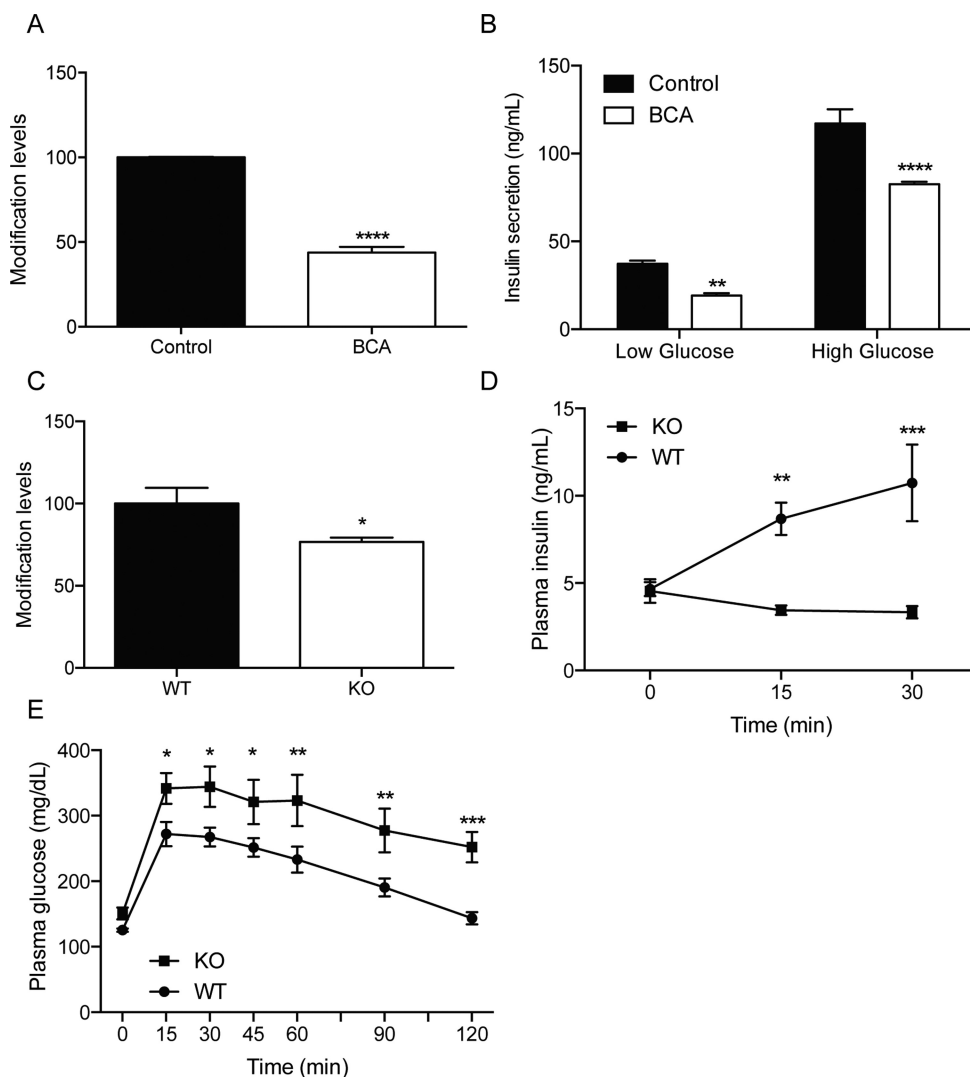 A
Modification levels
150
100
50
0
****
Control
BCA
B
Insulin secretion (ng/mL)
150
100
50
0
Control
BCA
**
****
Low Glucose
High Glucose
C
Modification levels
150
100
50
0
*
WT
KO
D
Plasma insulin (ng/mL)
15
10
5
0
KO
WT
**
***
0 15 30
Time (min)
E
Plasma glucose (mg/dL)
400
300
200
100
0
* * * ** ** ***
KO
WT
0 15 30 45 60 90 120
Time (min)